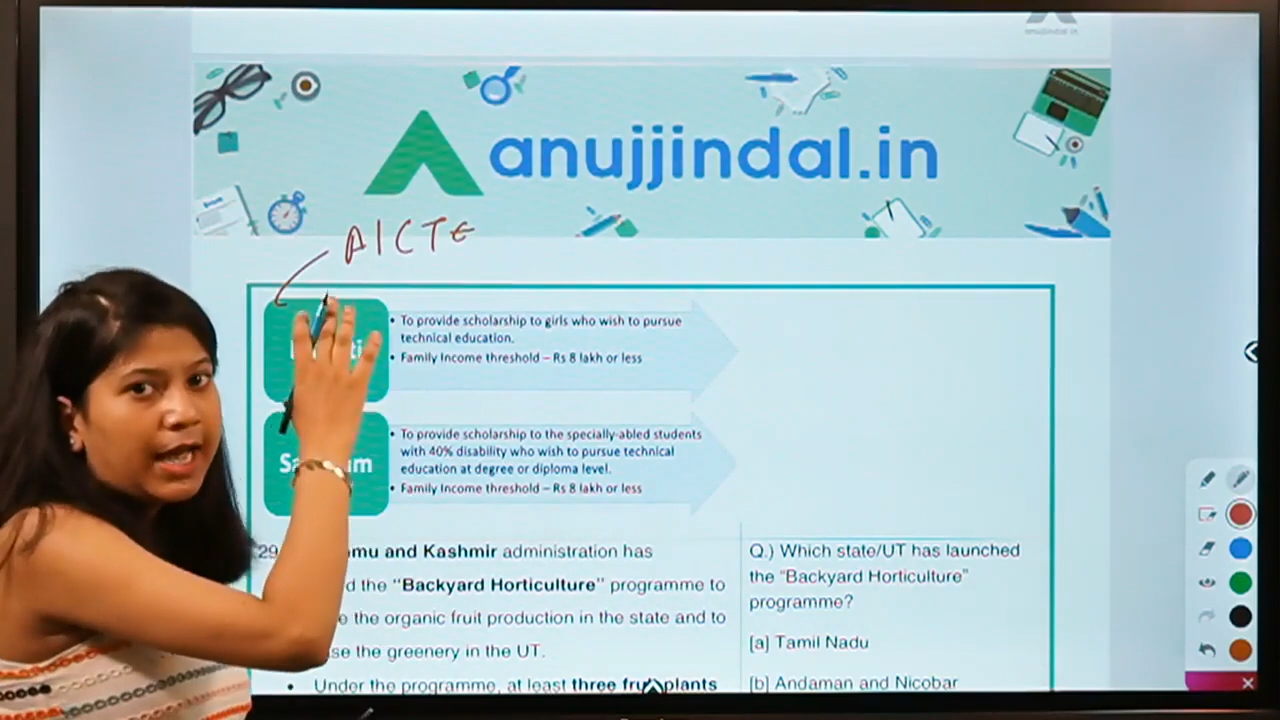 anujjindal.in
anujjindal.in
AICTE
• To provide scholarship to girls who wish to pursue
technical education.
• Family Income threshold – Rs 8 lakh or less
• To provide scholarship to the specially-abled students
with 40% disability who wish to pursue technical
education at degree or diploma level.
• Family Income threshold – Rs 8 lakh or less
29 and Kashmir administration has
the "Backyard Horticulture" programme to
the organic fruit production in the state and to
the greenery in the UT.
• Under the programme, at least three plants
Q.) Which state/UT has launched
the "Backyard Horticulture"
programme?
[a] Tamil Nadu
[b] Andaman and Nicobar